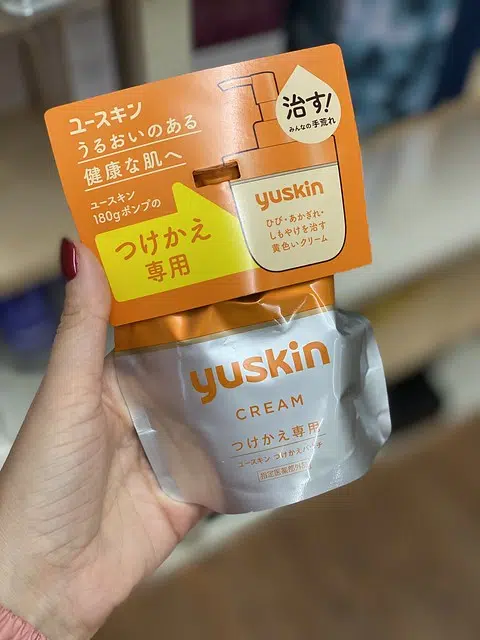 ユースキン
うるおいのある
健康な肌へ
ユースキン
180gポンプの
つけかえ
専用
治す!
みんなの手荒れ
yuskin
ひび・あかぎれ・
しもやけを治す
黄色いクリーム
yuskin
CREAM
つけかえ専用
ユースキン つけかえパウチ
指定医薬部外品